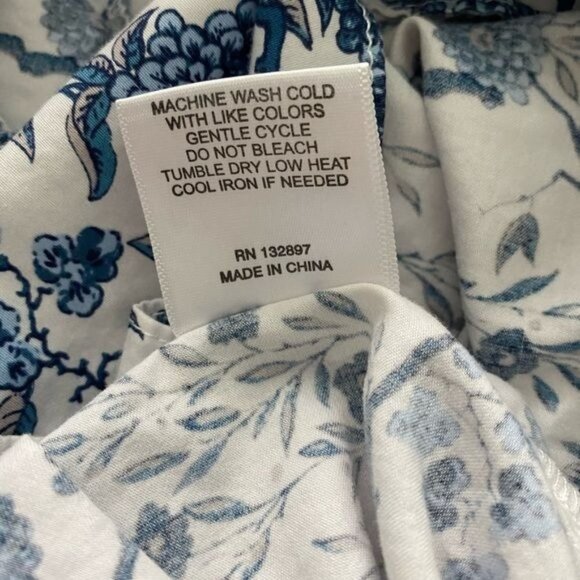 MACHINE WASH COLD
WITH LIKE COLORS
GENTLE CYCLE
DO NOT BLEACH
TUMBLE DRY LOW HEAT
COOL IRON IF NEEDED
RN 132897
MADE IN CHINA